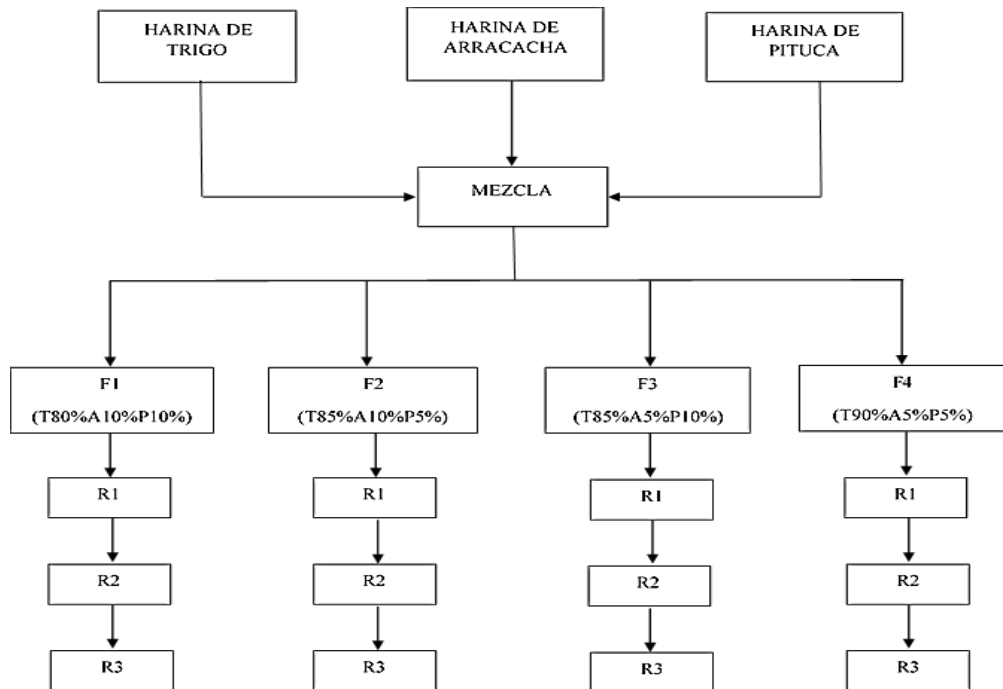 HARINA DE
TRIGO
HARINA DE
ARRACACHA
HARINA DE
PITUCA
MEZCLA
F1
(T80%A10%P10%)
F2
(T85%A10%P5%)
F3
(T85%A5%P10%)
F4
(T90%A5%P5%)
R1
R1
R1
R1
R2
R2
R2
R2
R3
R3
R3
R3